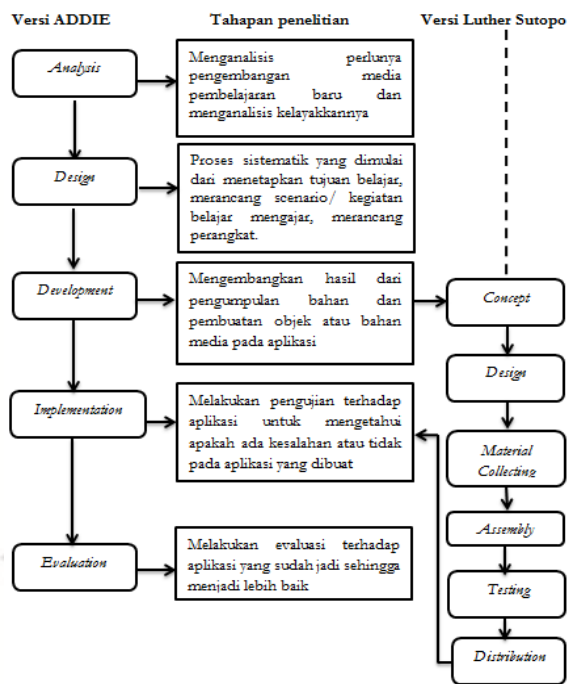 Versi ADDIE
Tahapan penelitian
Versi Luther Sutopo
Analysis
Menganalisis perlunya
pengembangan media
pembelajaran baru dan
menganalisis kelayakkannya
Design
Proses sistematik yang dimulai
dari menetapkan tujuan belajar,
merancang scenario/ kegiatan
belajar mengajar, merancang
perangkat.
Development
Mengembangkan hasil dari
pengumpulan bahan dan
pembuatan objek atau bahan
media pada aplikasi
Concept
Design
Implementation
Melakukan pengujian terhadap
aplikasi untuk mengetahui
apakah ada kesalahan atau tidak
pada aplikasi yang dibuat
Material
Collecting
Assembly
Evaluation
Melakukan evaluasi terhadap
aplikasi yang sudah jadi sehingga
menjadi lebih baik
Testing
Distribution